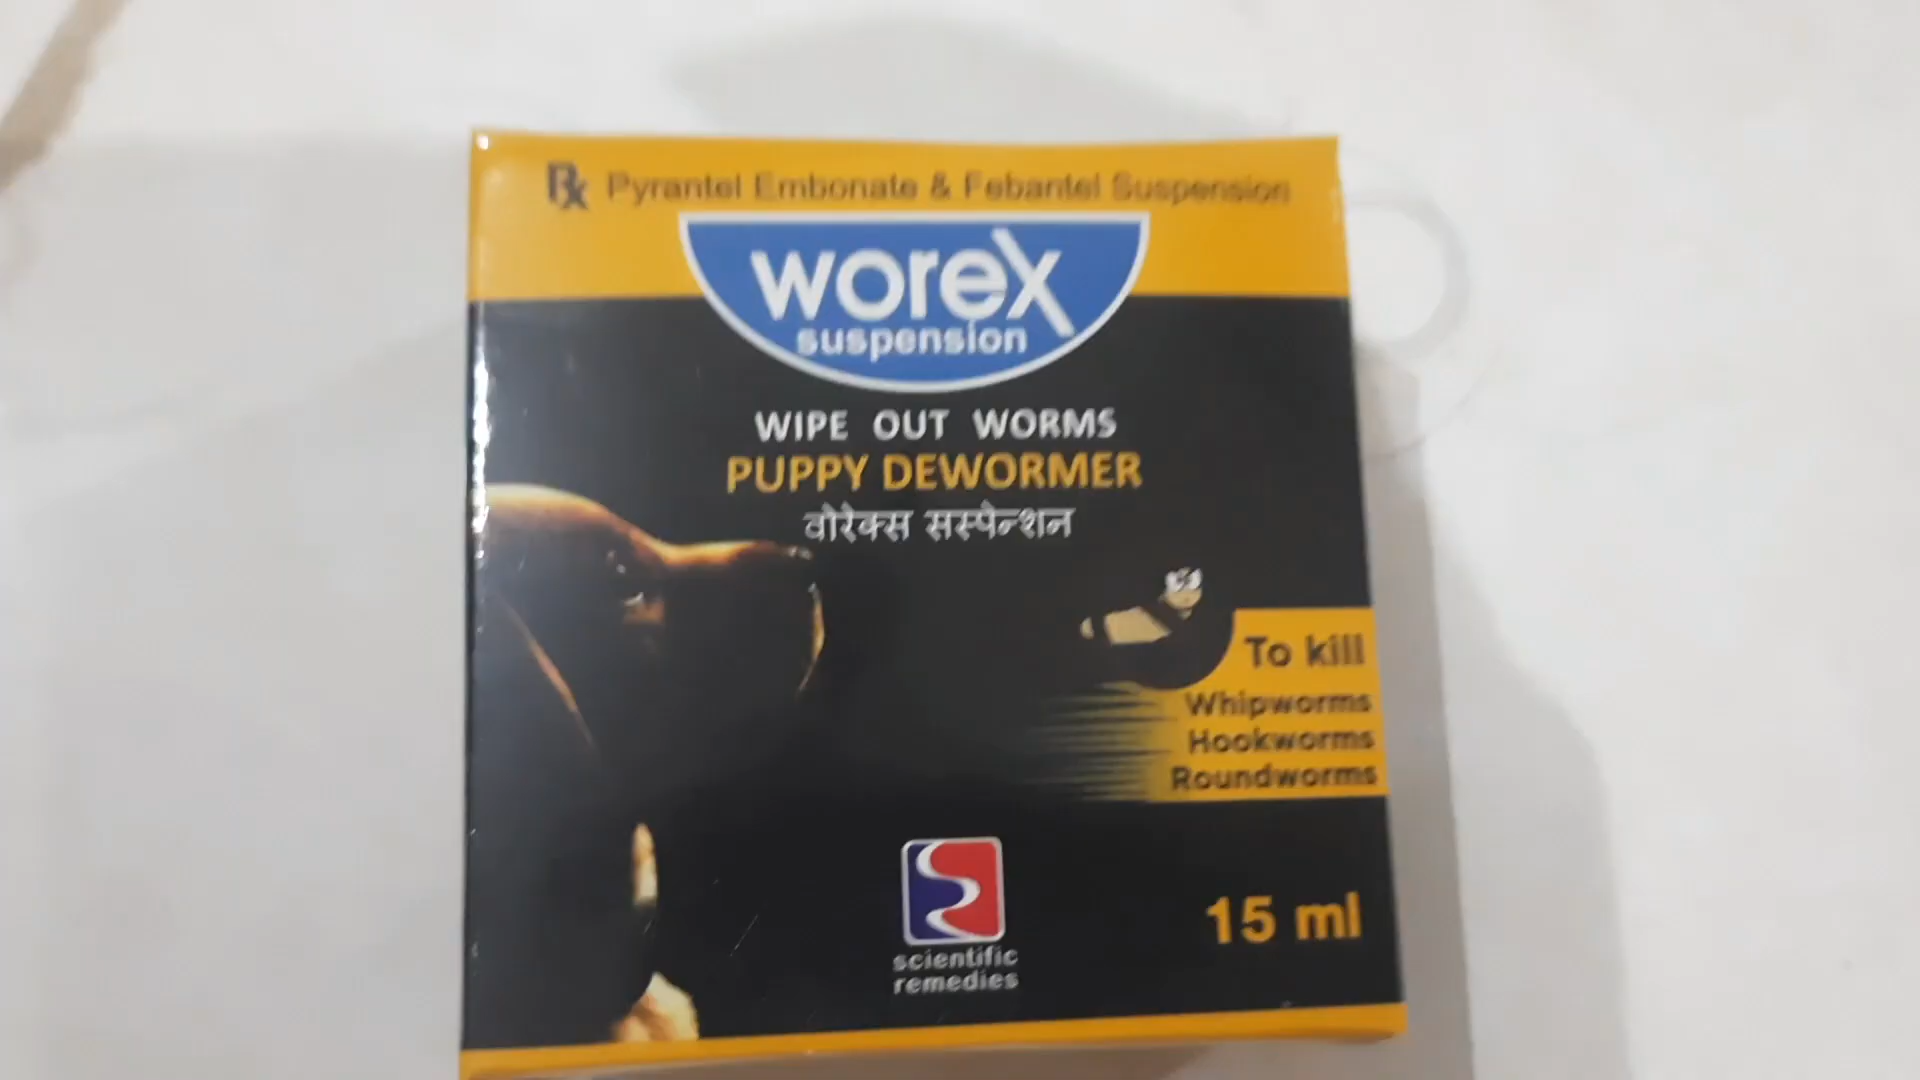 Rx Pyrantel Embonate & Febantel Suspension
worex
suspension
WIPE OUT WORMS
PUPPY DEWORMER
वोरेक्स सस्पेन्शन
To kill
Whipworms
Hookworms
Roundworms
scientific
remedies
15 ml